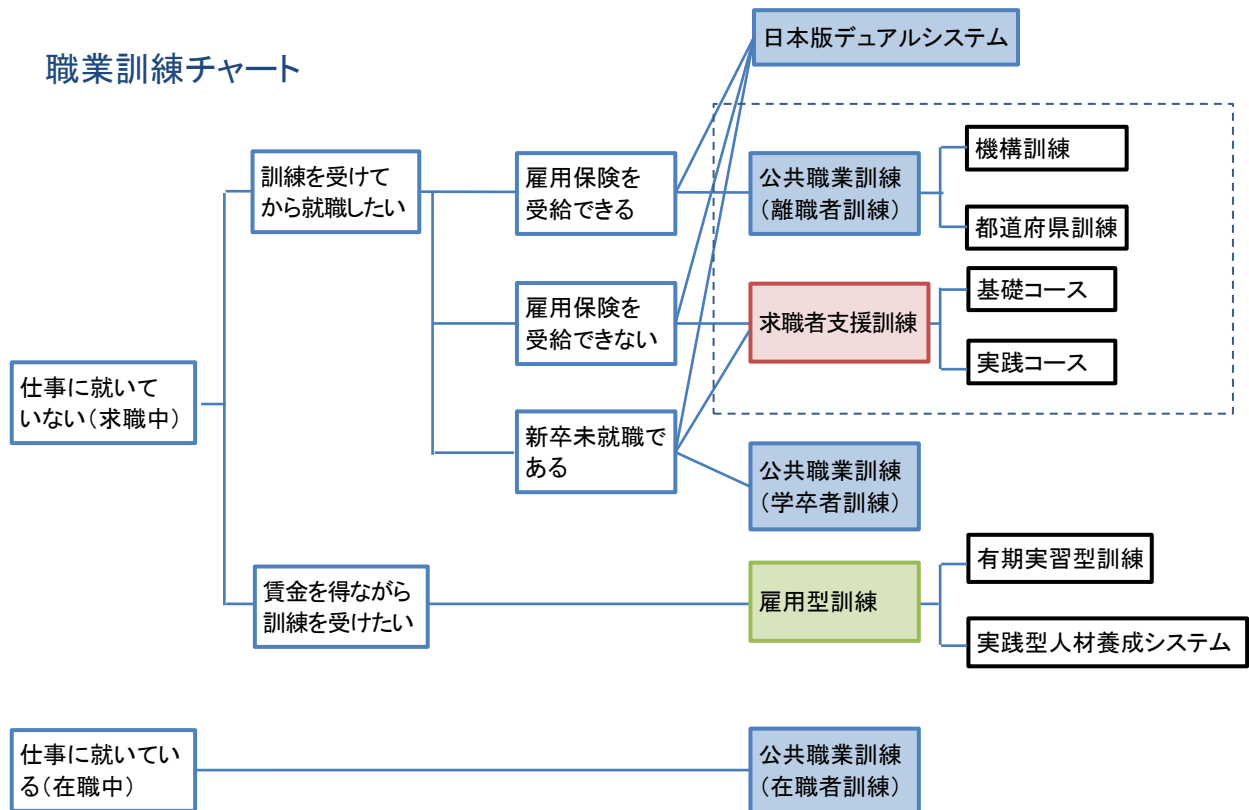 職業訓練チャート
日本版デュアルシステム
訓練を受けて
から就職したい
雇用保険を
受給できる
公共職業訓練
（離職者訓練）
機構訓練
都道府県訓練
雇用保険を
受給できない
求職者支援訓練
基礎コース
実践コース
仕事に就いて
いない（求職中）
新卒未就職で
ある
公共職業訓練
（学卒者訓練）
賃金を得ながら
訓練を受けたい
雇用型訓練
有期実習型訓練
実践型人材養成システム
仕事に就いてい
る（在職中）
公共職業訓練
（在職者訓練）